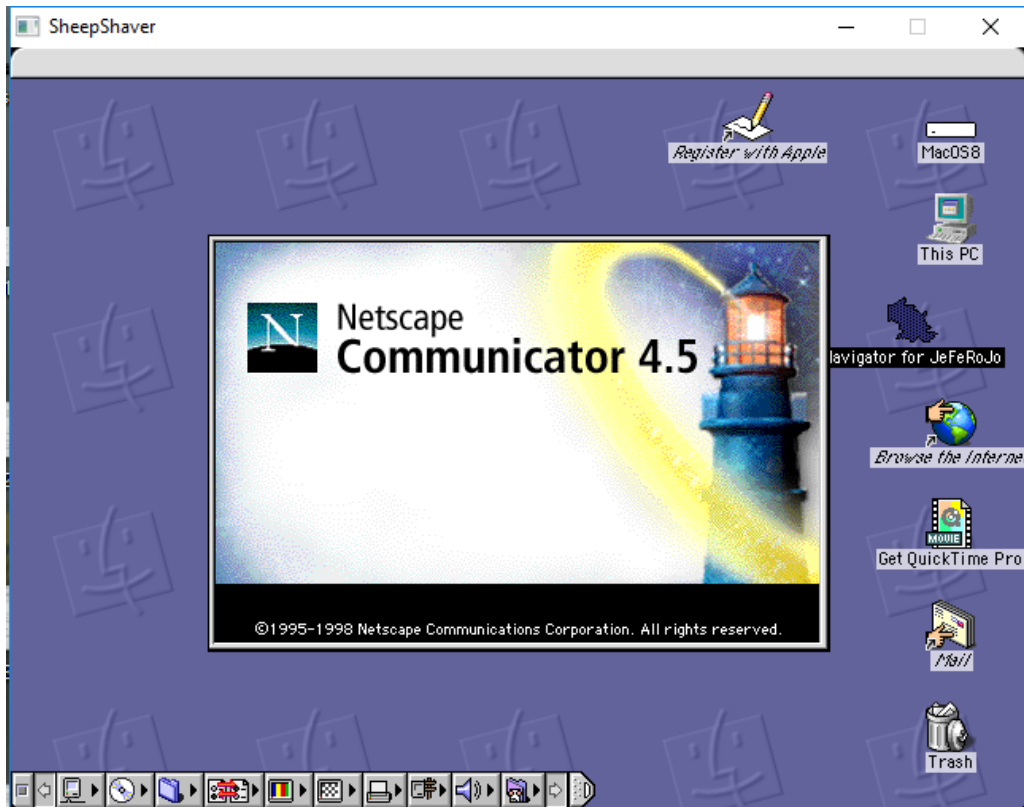 SheepShaver
Register with Apple
MacOS8
This PC
N
Netscape
Communicator 4.5
lavigator for JeFeRoJo
Browse the Interne
MOVIE
Get QuickTime Pro
©1995-1998 Netscape Communications Corporation. All rights reserved.
Mail
Trash